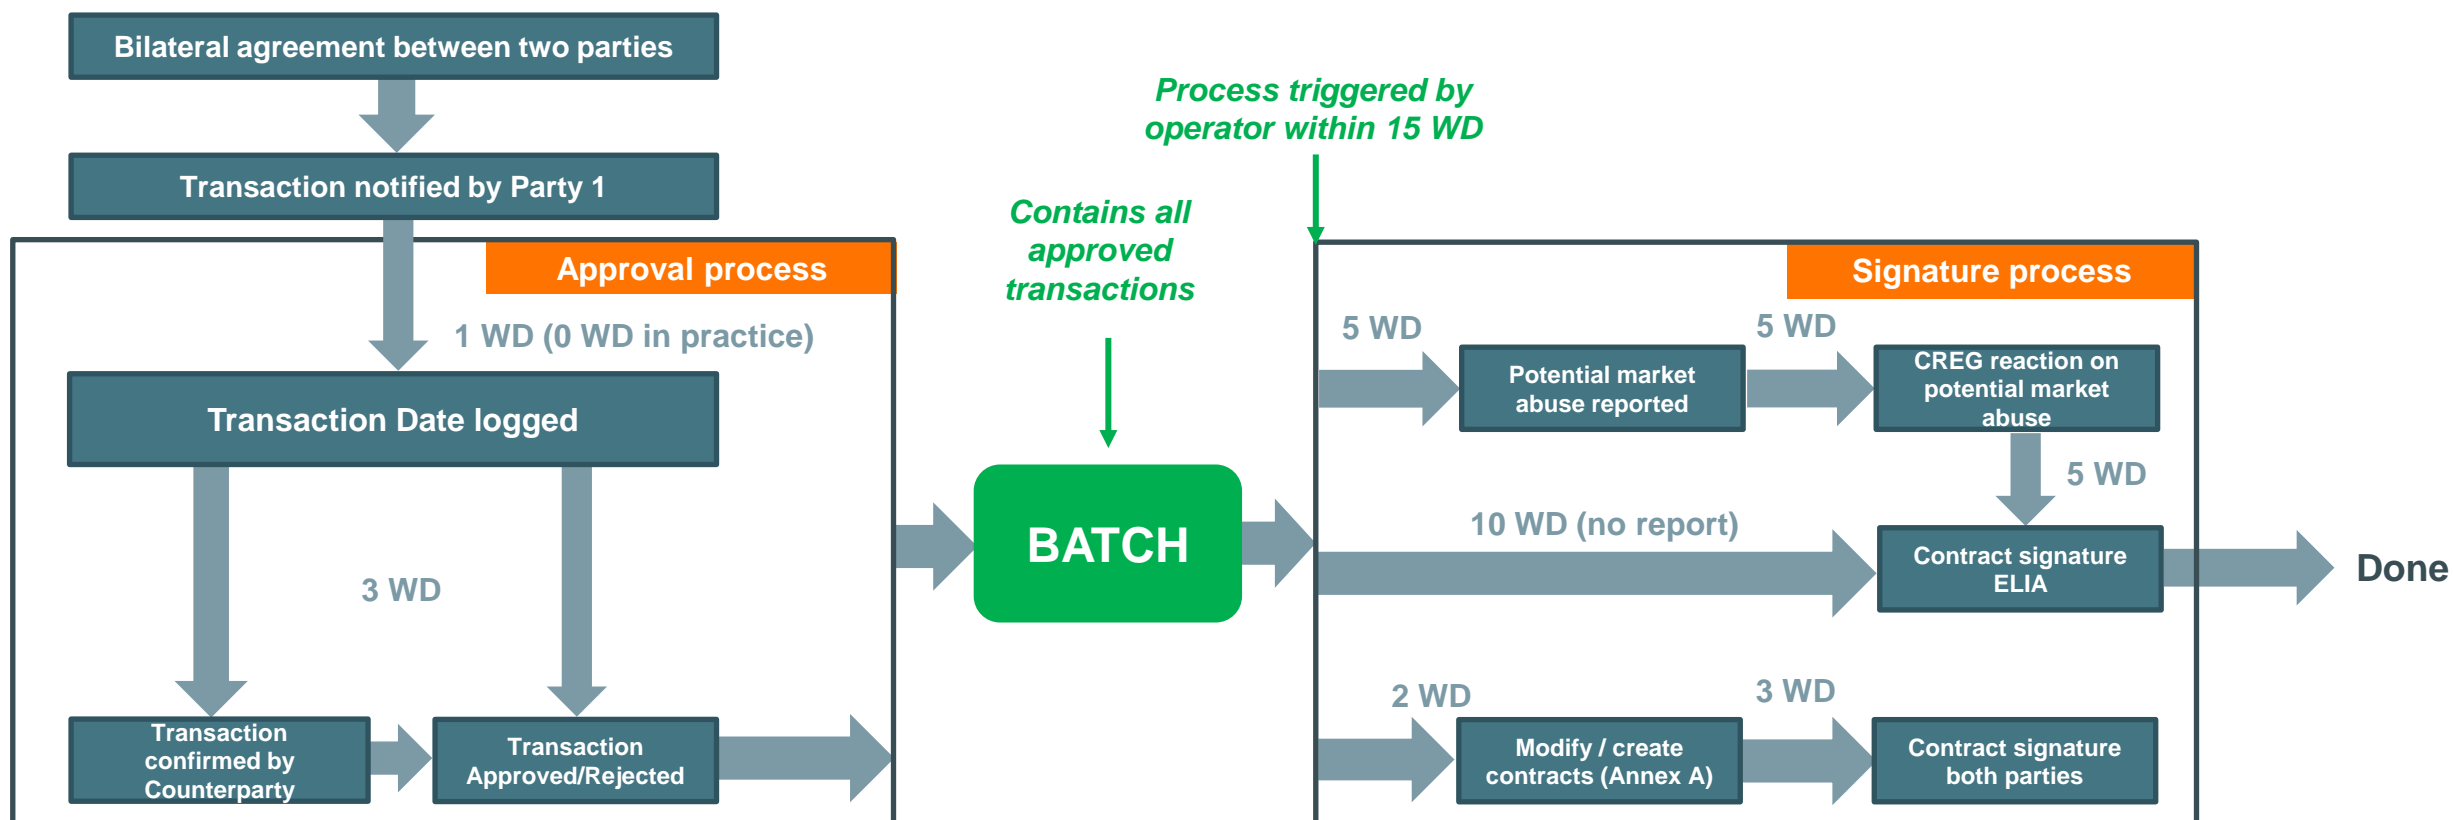 Bilateral agreement between two parties
Transaction notified by Party 1
Approval process
1 WD (0 WD in practice)
Transaction Date logged
3 WD
Transaction
confirmed by
Counterparty
Transaction
Approved/Rejected
Contains all
approved
transactions
BATCH
Process triggered by
operator within 15 WD
Signature process
5 WD
Potential market
abuse reported
5 WD
CREG reaction on
potential market
abuse
5 WD
10 WD (no report)
Contract signature
ELIA
Done
2 WD
Modify / create
contracts (Annex A)
3 WD
Contract signature
both parties